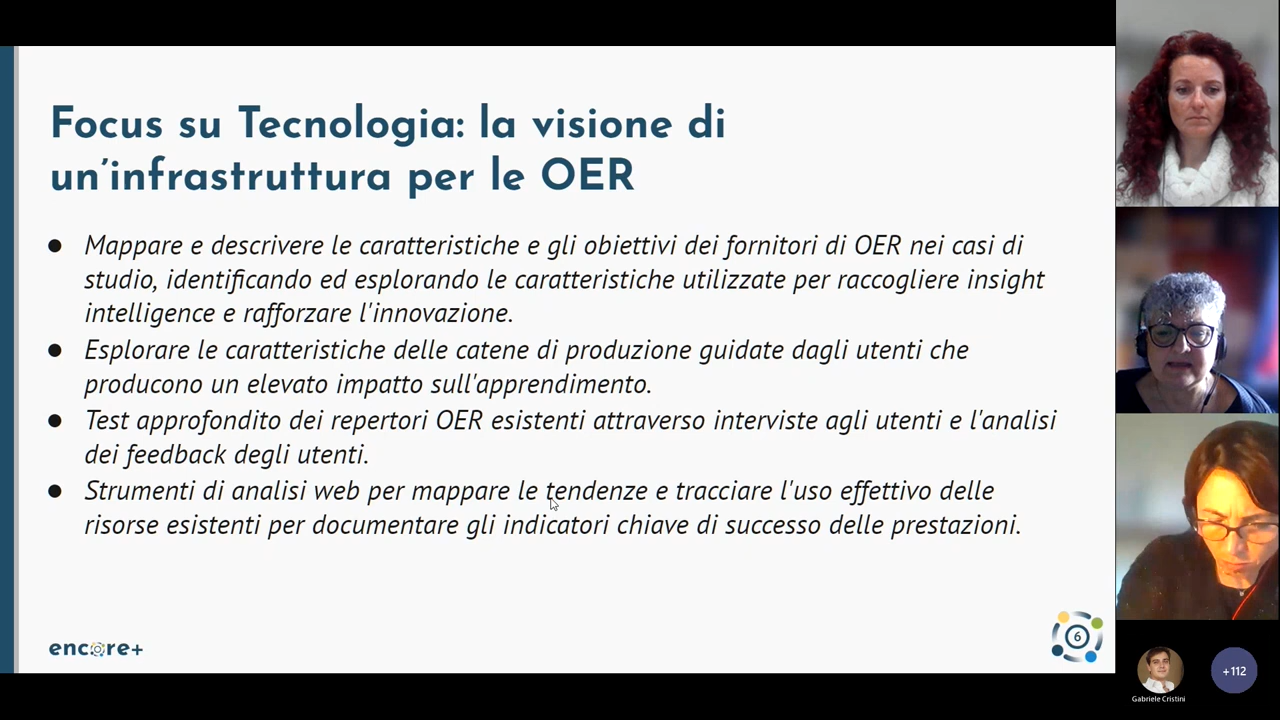 Focus su Tecnologia: la visione di
un’infrastruttura per le OER
● Mappare e descrivere le caratteristiche e gli obiettivi dei fornitori di OER nei casi di
studio, identificando ed esplorando le caratteristiche utilizzate per raccogliere insight
intelligence e rafforzare l'innovazione.
● Esplorare le caratteristiche delle catene di produzione guidate dagli utenti che
producono un elevato impatto sull'apprendimento.
● Test approfondito dei repertori OER esistenti attraverso interviste agli utenti e l'analisi
dei feedback degli utenti.
● Strumenti di analisi web per mappare le tendenze e tracciare l'uso effettivo delle
risorse esistenti per documentare gli indicatori chiave di successo delle prestazioni.
encore+
6
Gabriele Cristini
+112